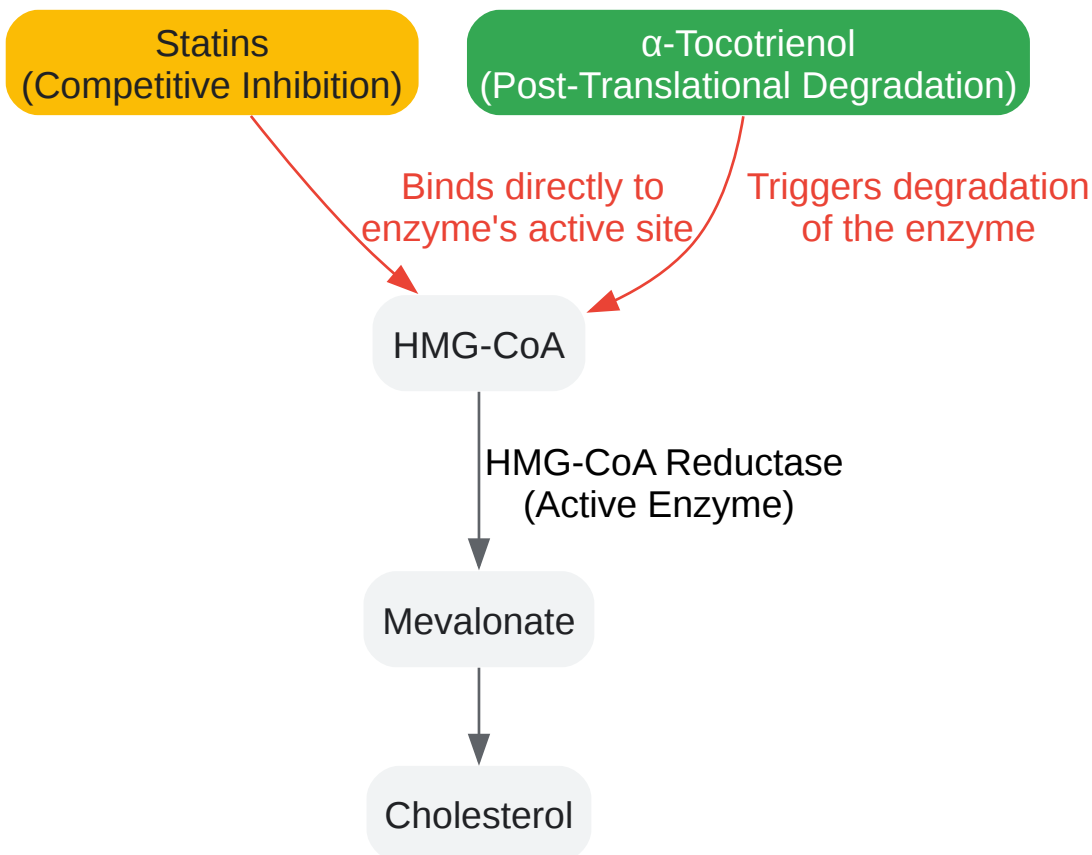 Statins
(Competitive Inhibition)
α-Tocotrienol
(Post-Translational Degradation)
Binds directly to
enzyme's active site
Triggers degradation
of the enzyme
HMG-CoA
HMG-CoA Reductase
(Active Enzyme)
Mevalonate
Cholesterol